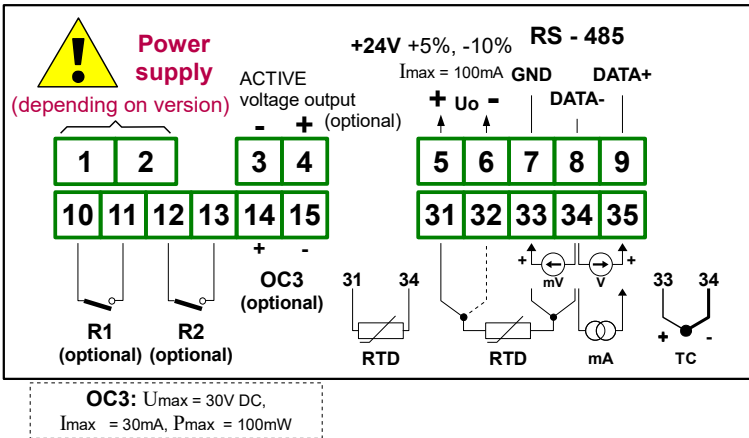 Power
supply
(depending on version)
ACTIVE
voltage output
(optional)
- +
+24V +5%, -10%
Imax = 100mA
+ Uo -
RS - 485
GND DATA+
DATA-
1 2 3 4 5 6 7 8 9
10 11 12 13 14 15 31 32 33 34 35
+ -
OC3
(optional)
R1
(optional)
R2
(optional)
31 34
RTD
RTD
+ mV
V +
mA
33 34
+ -
TC
OC3: Umax = 30V DC,
Imax = 30mA, Pmax = 100mW